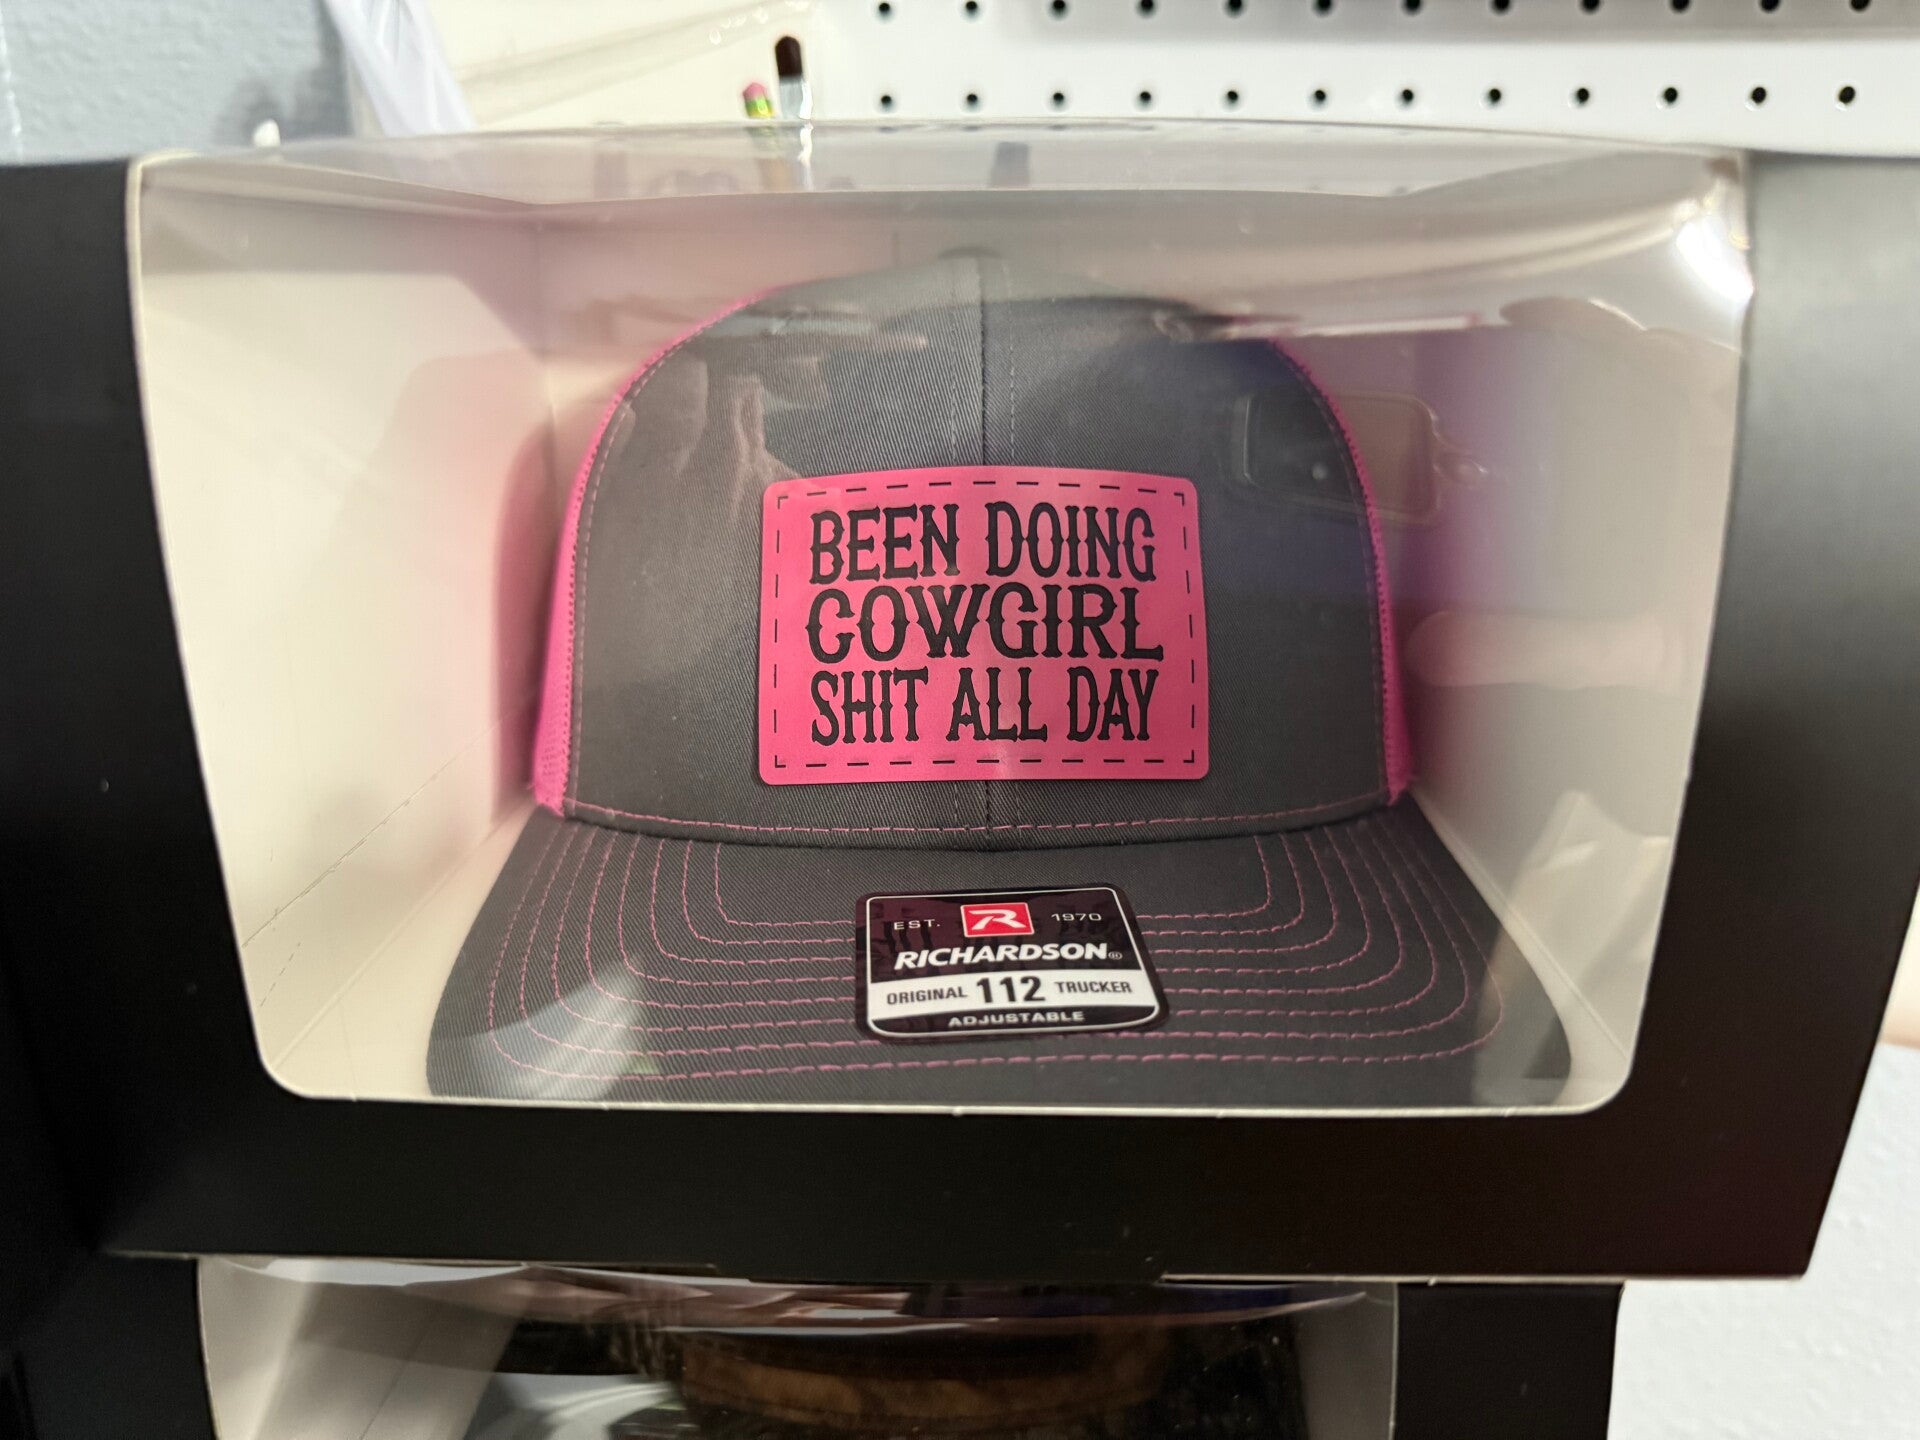 BEEN DOING
COWGIRL
SHIT ALL DAY
EST. R 1970
RICHARDSON®
ORIGINAL 112 TRUCKER
ADJUSTABLE